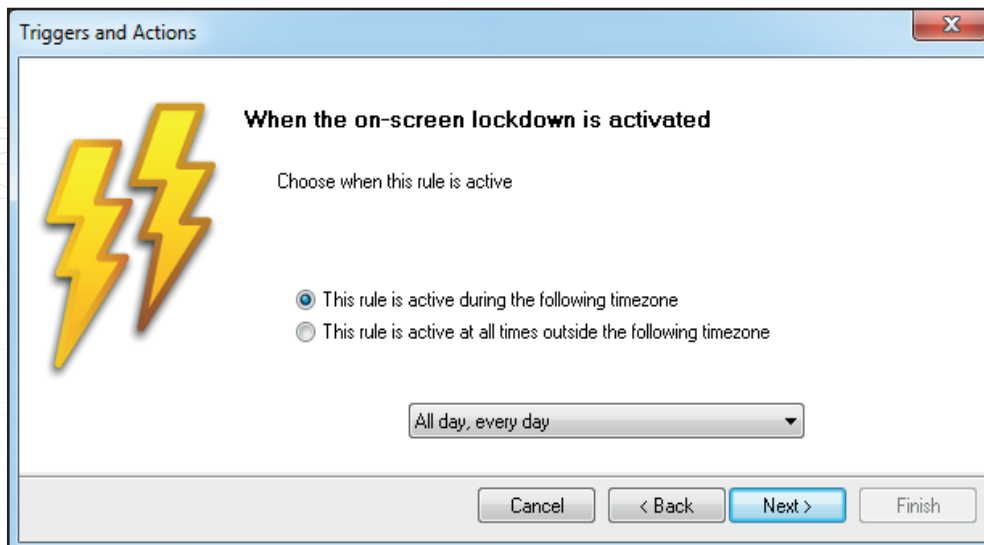 Triggers and Actions
When the on-screen lockdown is activated
Choose when this rule is active
This rule is active during the following timezone
This rule is active at all times outside the following timezone
All day, every day
Cancel
< Back
Next >
Finish